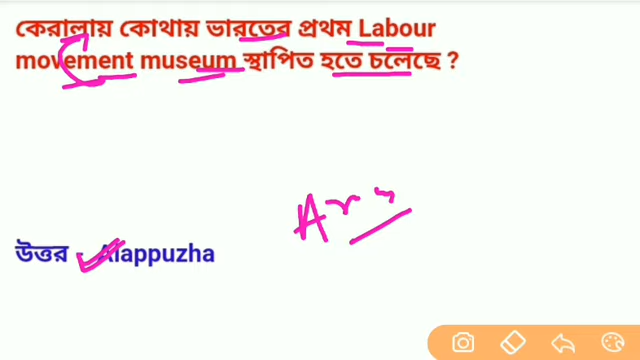 কেরালায় কোথায় ভারতের প্রথম Labour
movement museum স্থাপিত হতে চলেছে ?
উত্তর - Alappuzha